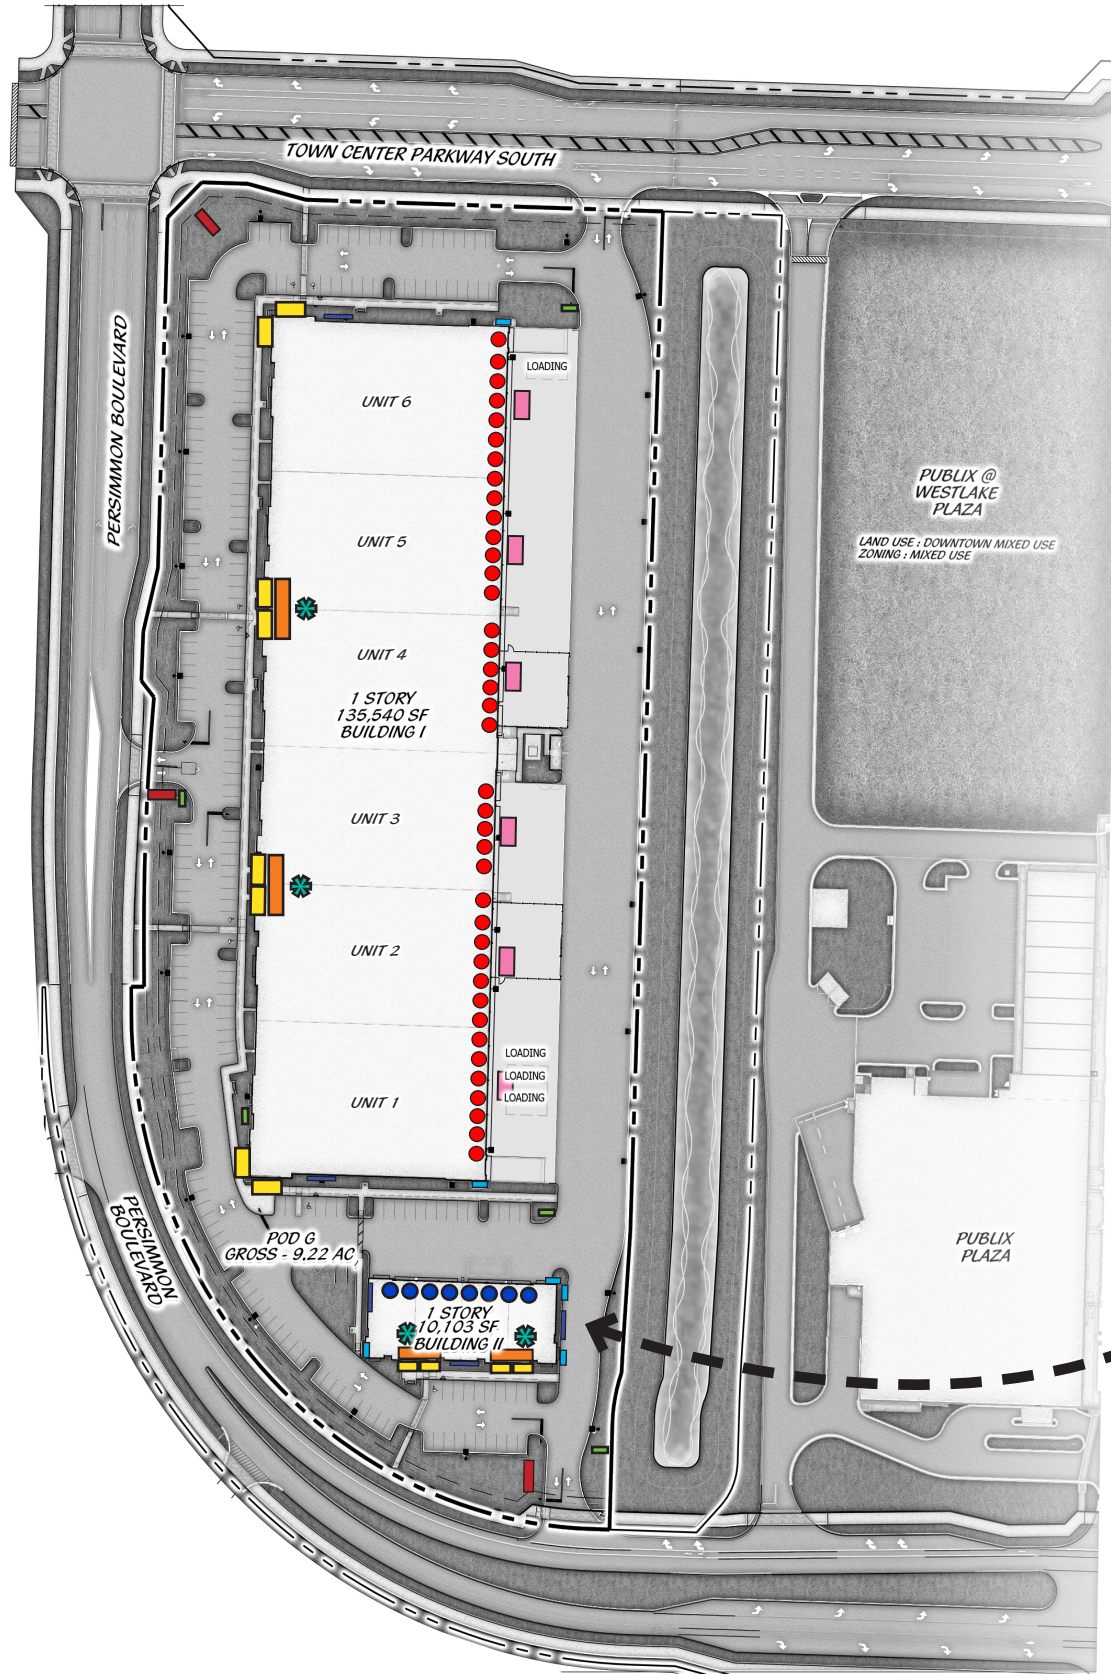 TOWN CENTER PARKWAY SOUTH
PERSIMMON BOULEVARD
LOADING
UNIT 6
PUBLIX @
WESTLAKE
PLAZA
LAND USE : DOWNTOWN MIXED USE
ZONING : MIXED USE
UNIT 5
UNIT 4
1 STORY
135,540 SF
BUILDING I
UNIT 3
UNIT 2
LOADING
LOADING
LOADING
UNIT 1
PERSIMMON
BOULEVARD
POD G
GROSS - 9.22 AC
PUBLIX
PLAZA
1 STORY
10,103 SF
BUILDING II